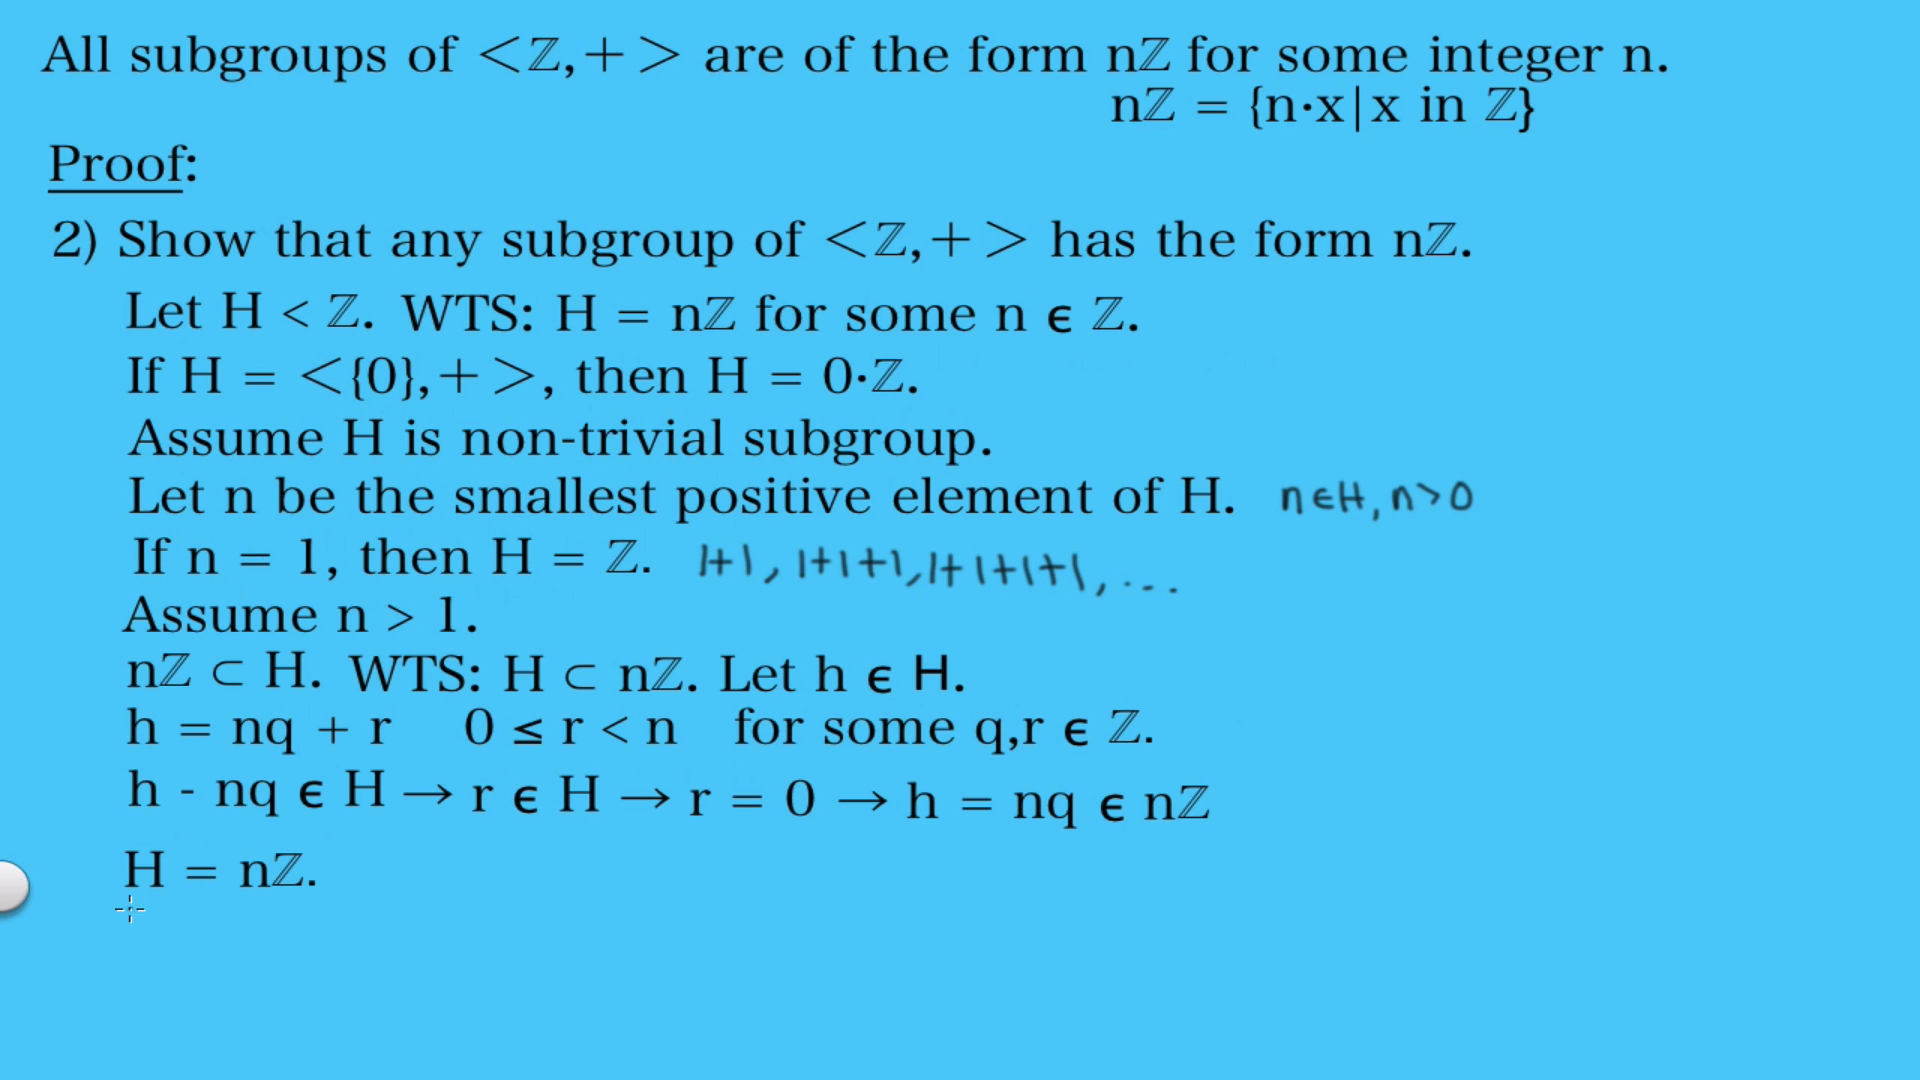 All subgroups of <ℤ,+> are of the form nℤ for some integer n.
nℤ = {n·x|x in ℤ}
Proof:
2) Show that any subgroup of <ℤ,+> has the form nℤ.
Let H < ℤ. WTS: H = nℤ for some n ϵ ℤ.
If H = <{0},+>, then H = 0·ℤ.
Assume H is non-trivial subgroup.
Let n be the smallest positive element of H. n∈H, n>0
If n = 1, then H = ℤ. 1+1, 1+1+1, 1+1+1+1, ...
Assume n > 1.
nℤ ⊂ H. WTS: H ⊂ nℤ. Let h ϵ H.
h = nq + r 0 ≤ r < n for some q,r ϵ ℤ.
h - nq ϵ H → r ϵ H → r = 0 → h = nq ϵ nℤ
H = nℤ.